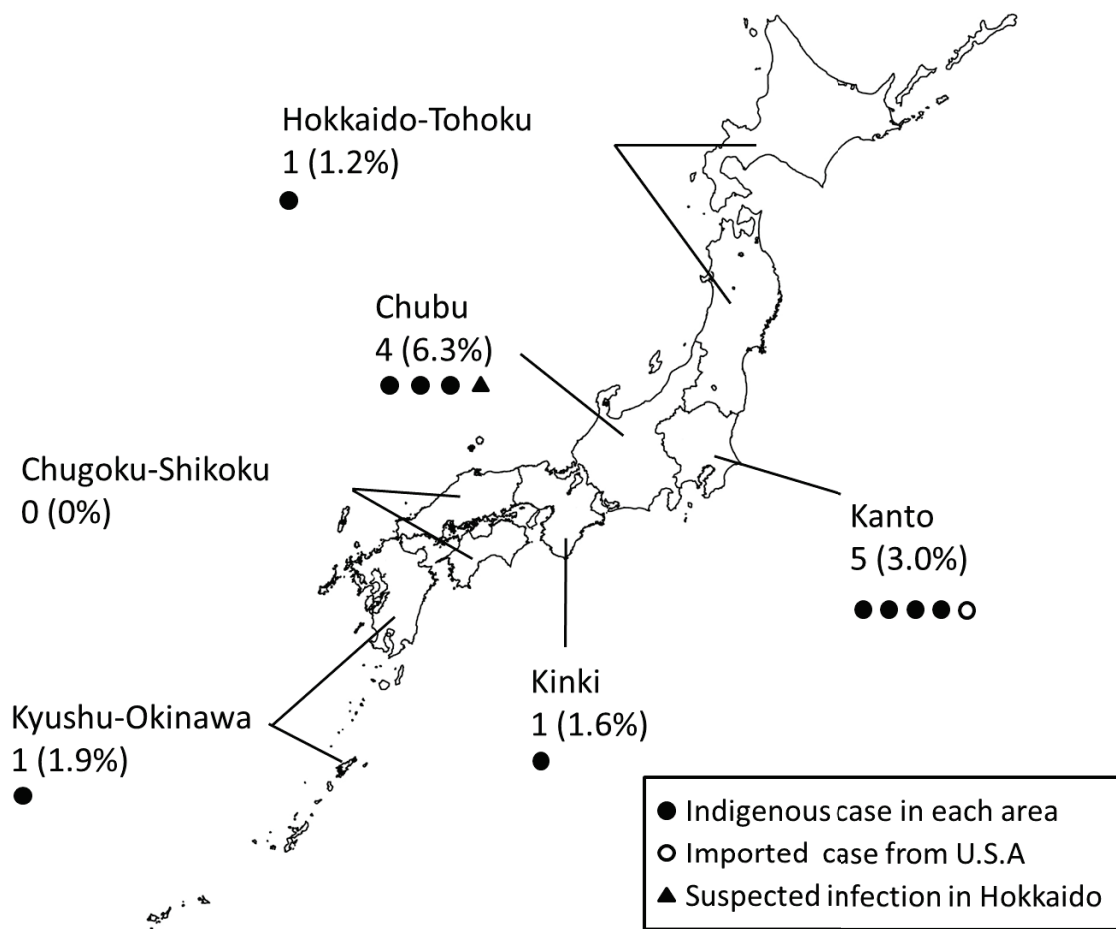 Hokkaido-Tohoku
1 (1.2%)
Chubu
4 (6.3%)
Chugoku-Shikoku
0 (0%)
Kanto
5 (3.0%)
Kinki
1 (1.6%)
Kyushu-Okinawa
1 (1.9%)
Indigenous case in each area
Imported case from U.S.A
Suspected infection in Hokkaido